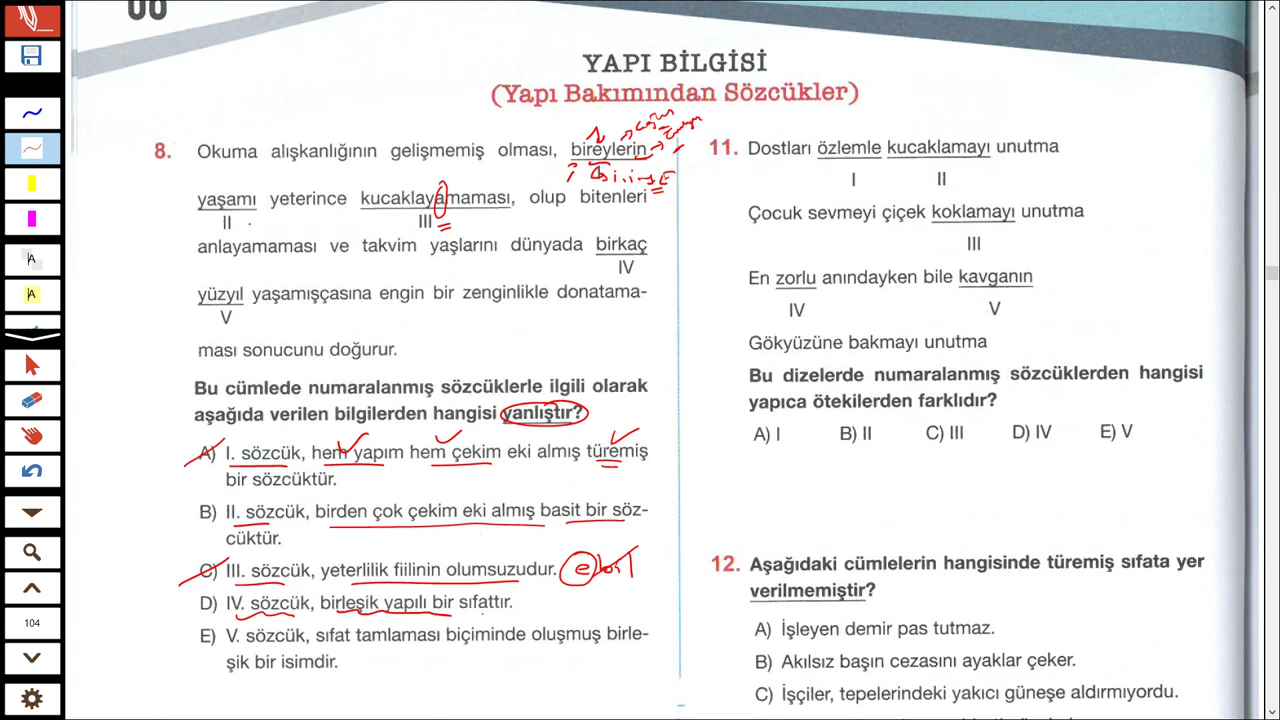 YAPI BİLGİSİ
(Yapı Bakımından Sözcükler)
8. Okuma alışkanlığının gelişmemiş olması, bireylerin
I
yaşamı yeterince kucaklayamaması, olup bitenleri
II III
anlayamaması ve takvim yaşlarını dünyada birkaç
IV
yüzyıl yaşamışçasına engin bir zenginlikle donatama-
V
ması sonucunu doğurur.
Bu cümlede numaralanmış sözcüklerle ilgili olarak
aşağıda verilen bilgilerden hangisi yanlıştır?
A) I. sözcük, hem yapım hem çekim eki almış türemiş
bir sözcüktür.
B) II. sözcük, birden çok çekim eki almış basit bir söz-
cüktür.
C) III. sözcük, yeterlilik fiilinin olumsuzudur.
D) IV. sözcük, birleşik yapılı bir sıfattır.
E) V. sözcük, sıfat tamlaması biçiminde oluşmuş birle-
şik bir isimdir.
11. Dostları özlemle kucaklamayı unutma
I II
Çocuk sevmeyi çiçek koklamayı unutma
III
En zorlu anındayken bile kavganın
IV V
Gökyüzüne bakmayı unutma
Bu dizelerde numaralanmış sözcüklerden hangisi
yapıca ötekilerden farklıdır?
A) I B) II C) III D) IV E) V
12. Aşağıdaki cümlelerin hangisinde türemiş sıfata yer
verilmemiştir?
A) İşleyen demir pas tutmaz.
B) Akılsız başın cezasını ayaklar çeker.
C) İşçiler, tepelerindeki yakıcı güneşe aldırmıyordu.
A
A
104